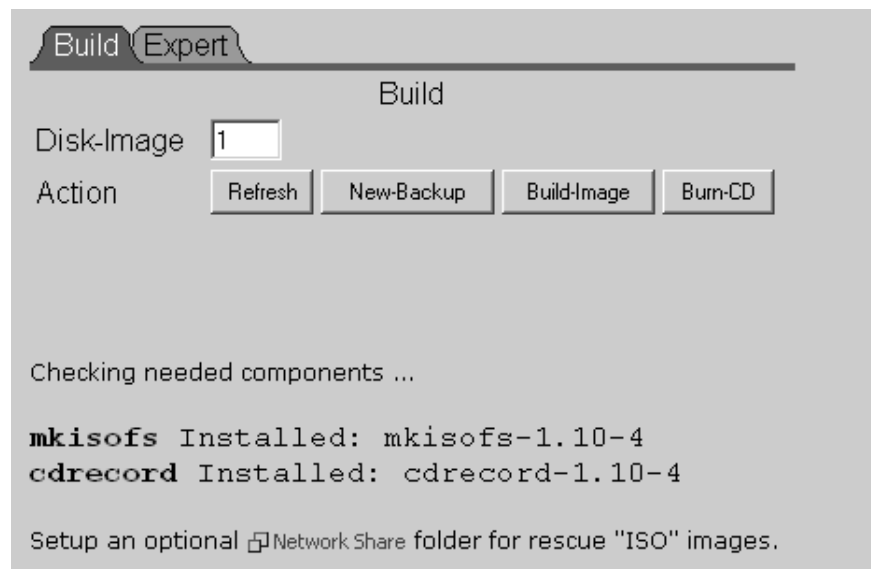 Build Expert
Build
Disk-Image 1
Action Refresh New-Backup Build-Image Burn-CD
Checking needed components ...
mkisofs Installed: mkisofs-1.10-4
cdrecord Installed: cdrecord-1.10-4
Setup an optional Network Share folder for rescue "ISO" images.